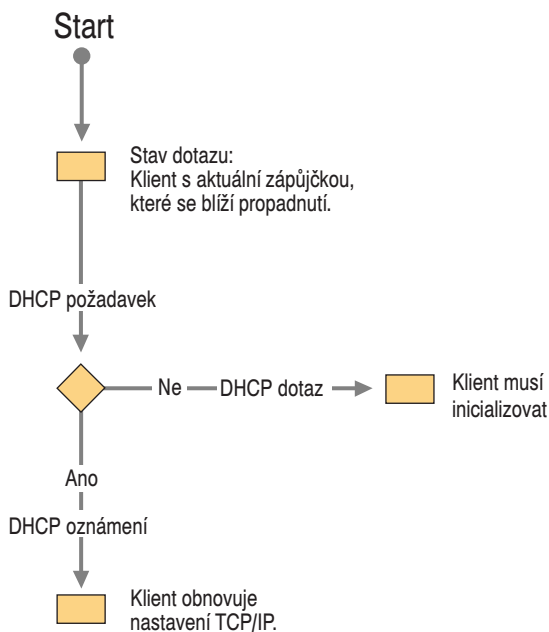 Start
Stav dotazu:
Klient s aktuální zápůjčkou,
které se blíží propadnutí.
DHCP požadavek
Ne
DHCP dotaz
Klient musí
inicializovat
Ano
DHCP oznámení
Klient obnovuje
nastavení TCP/IP.